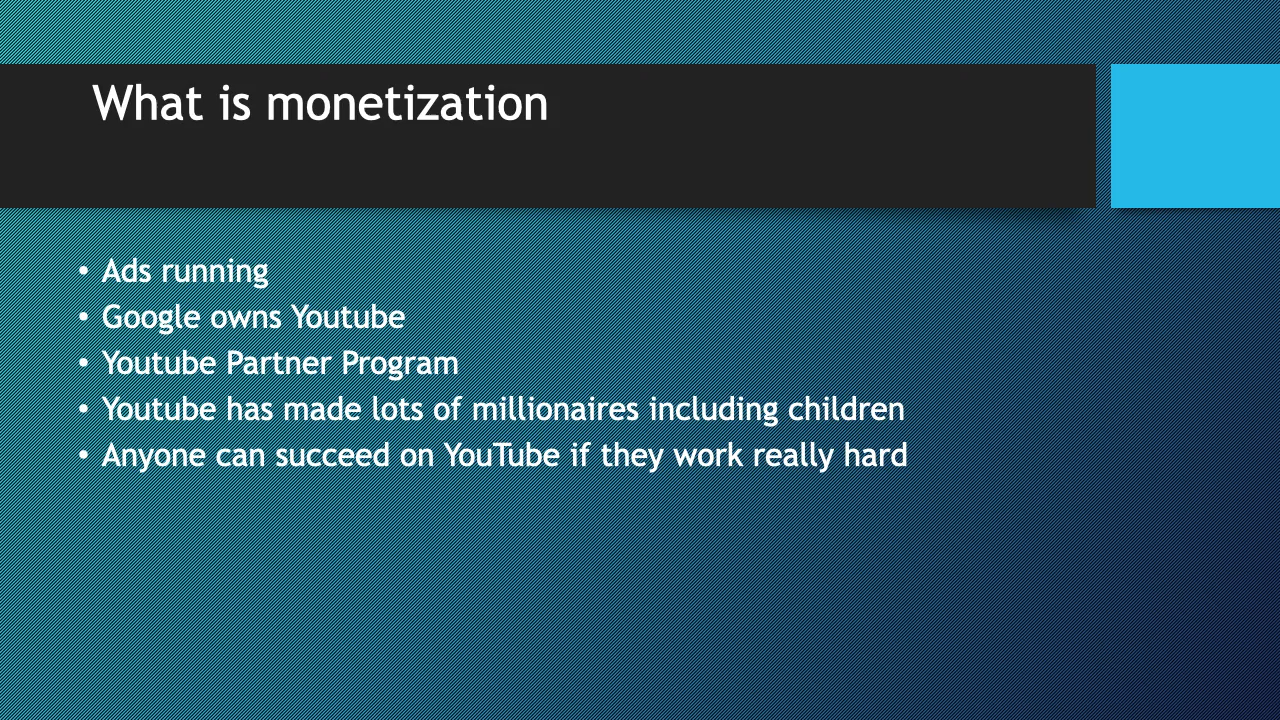 What is monetization
• Ads running
• Google owns Youtube
• Youtube Partner Program
• Youtube has made lots of millionaires including children
• Anyone can succeed on YouTube if they work really hard